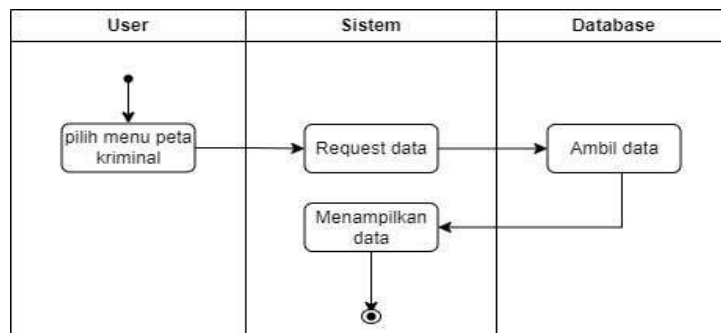 User
Sistem
Database
pilih menu peta
kriminal
Request data
Ambil data
Menampilkan
data